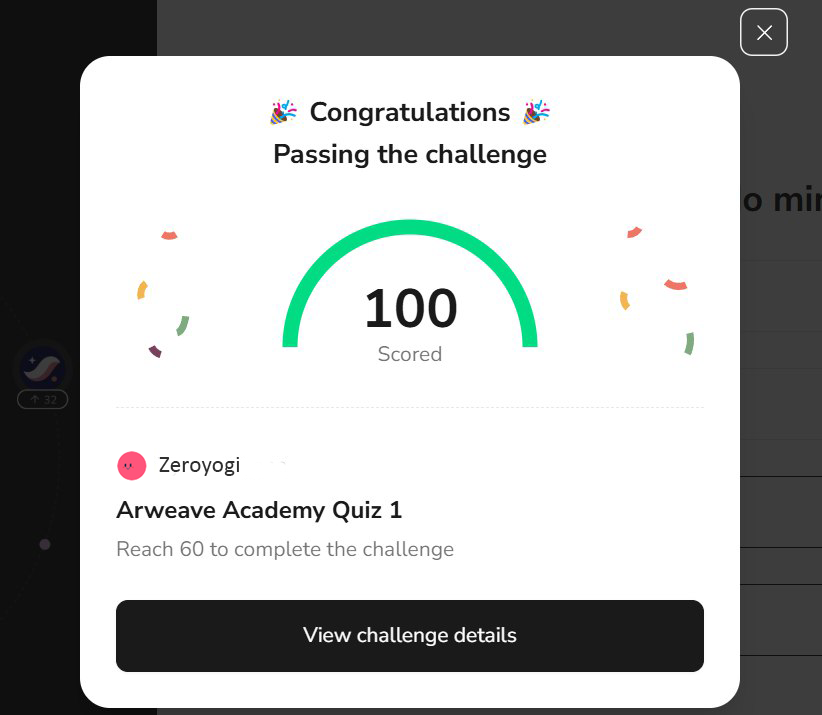 🎉 Congratulations 🎉
Passing the challenge
o mi
100
Scored
↑ 32
Zeroyogi
Arweave Academy Quiz 1
Reach 60 to complete the challenge
View challenge details